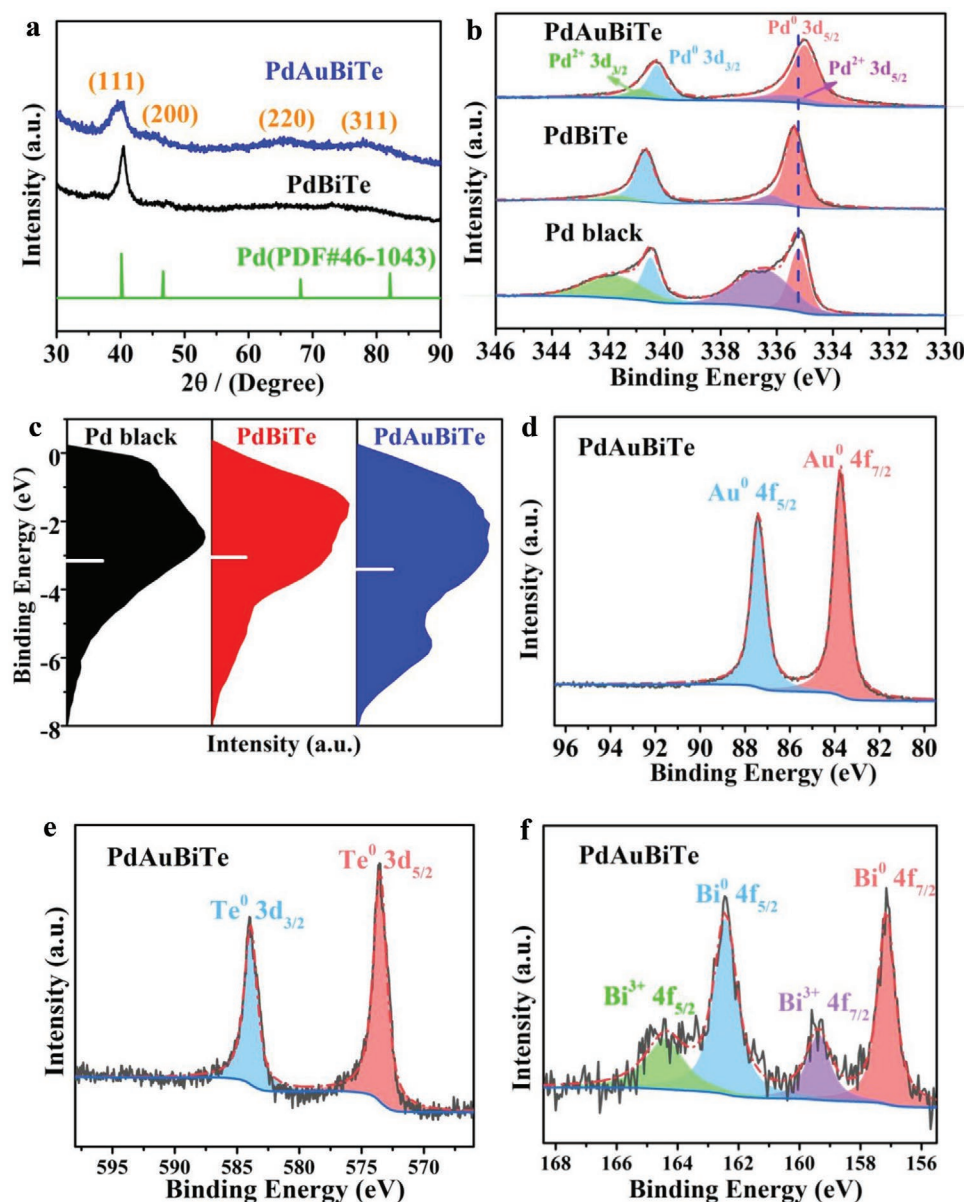 a
PdAuBiTe
(111)
(200)
(220)
(311)
PdBiTe
Pd(PDF#46-1043)
Intensity (a.u.)
30 40 50 60 70 80 90
2θ / (Degree)
b
PdAuBiTe
Pd⁰ 3d₅/₂
Pd²⁺ 3d₃/₂
Pd⁰ 3d₃/₂
Pd²⁺ 3d₅/₂
PdBiTe
Pd black
Intensity (a.u.)
346 344 342 340 338 336 334 332 330
Binding Energy (eV)
c
Pd black
PdBiTe
PdAuBiTe
Binding Energy (eV)
0
-2
-4
-6
-8
Intensity (a.u.)
d
PdAuBiTe
Au⁰ 4f₇/₂
Au⁰ 4f₅/₂
Intensity (a.u.)
96 94 92 90 88 86 84 82 80
Binding Energy (eV)
e
PdAuBiTe
Te⁰ 3d₅/₂
Te⁰ 3d₃/₂
Intensity (a.u.)
595 590 585 580 575 570
Binding Energy (eV)
f
PdAuBiTe
Bi⁰ 4f₇/₂
Bi⁰ 4f₅/₂
Bi³⁺ 4f₅/₂
Bi³⁺ 4f₇/₂
Intensity (a.u.)
168 166 164 162 160 158 156
Binding Energy (eV)